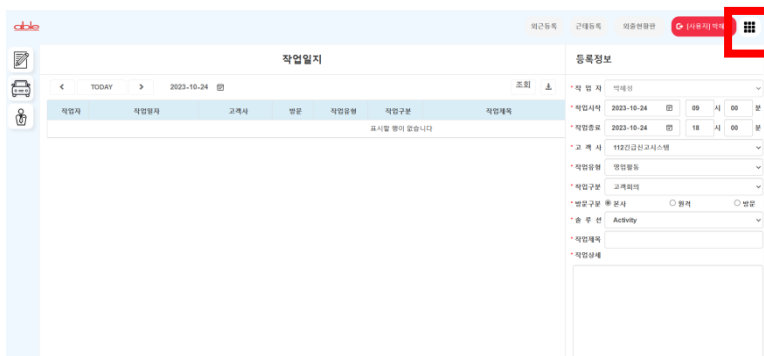 able
외근등록 근태등록 외출현황판 [사용자]
작업일지
등록정보
TODAY 2023-10-24 조회
작업자 작업일자 고객사 방문 작업유형 작업구분 작업제목
표시할 행이 없습니다
* 작 업 자 박해성
* 작업시작 2023-10-24 09 시 00 분
* 작업종료 2023-10-24 18 시 00 분
* 고 객 사 112긴급신고시스템
* 작업유형 영업활동
* 작업구분 고객회의
* 방문구분 본사 원격 방문
* 솔 루 션 Activity
* 작업제목
* 작업상세